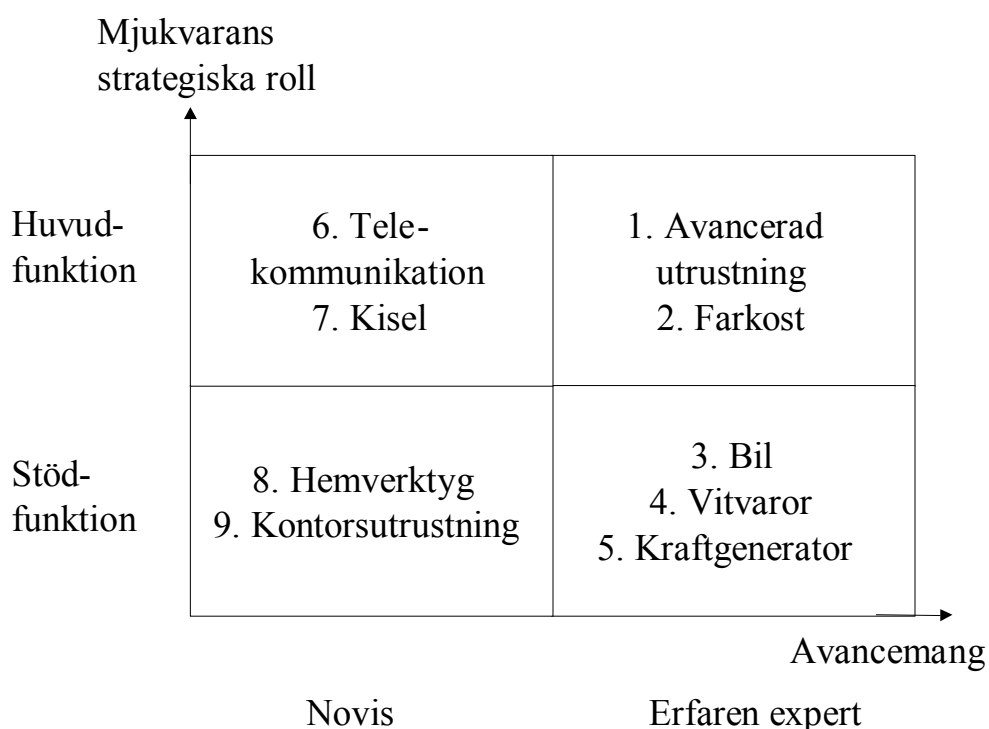 Mjukvarans
strategiska roll
Huvud-
funktion
6. Tele-
kommunikation
7. Kisel
1. Avancerad
utrustning
2. Farkost
Stöd-
funktion
8. Hemverktyg
9. Kontorsutrustning
3. Bil
4. Vitvaror
5. Kraftgenerator
Avancemang
Novis
Erfaren expert